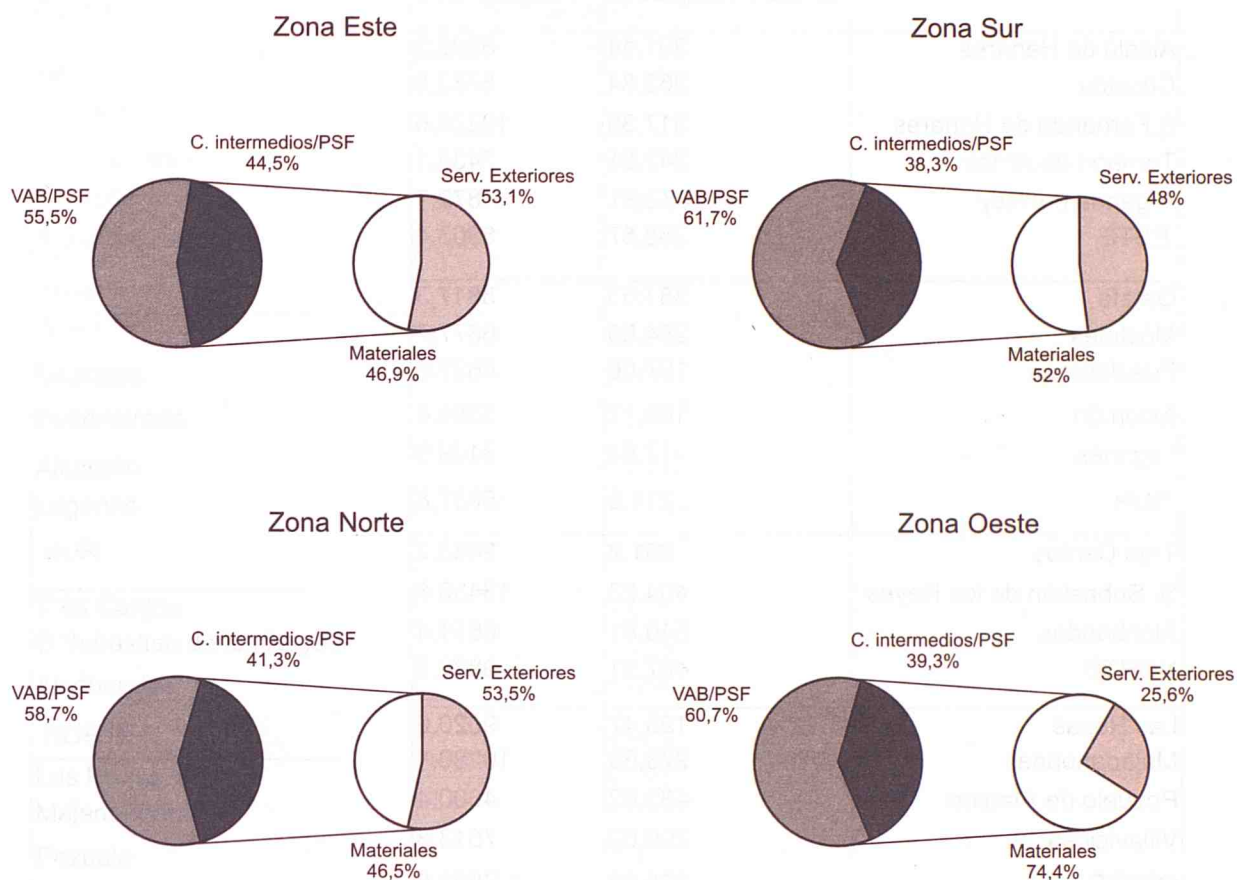 Zona Este
C. intermedios/PSF
44,5%
VAB/PSF
55,5%
Serv. Exteriores
53,1%
Materiales
46,9%
Zona Sur
C. intermedios/PSF
38,3%
VAB/PSF
61,7%
Serv. Exteriores
48%
Materiales
52%
Zona Norte
C. intermedios/PSF
41,3%
VAB/PSF
58,7%
Serv. Exteriores
53,5%
Materiales
46,5%
Zona Oeste
C. intermedios/PSF
39,3%
VAB/PSF
60,7%
Serv. Exteriores
25,6%
Materiales
74,4%